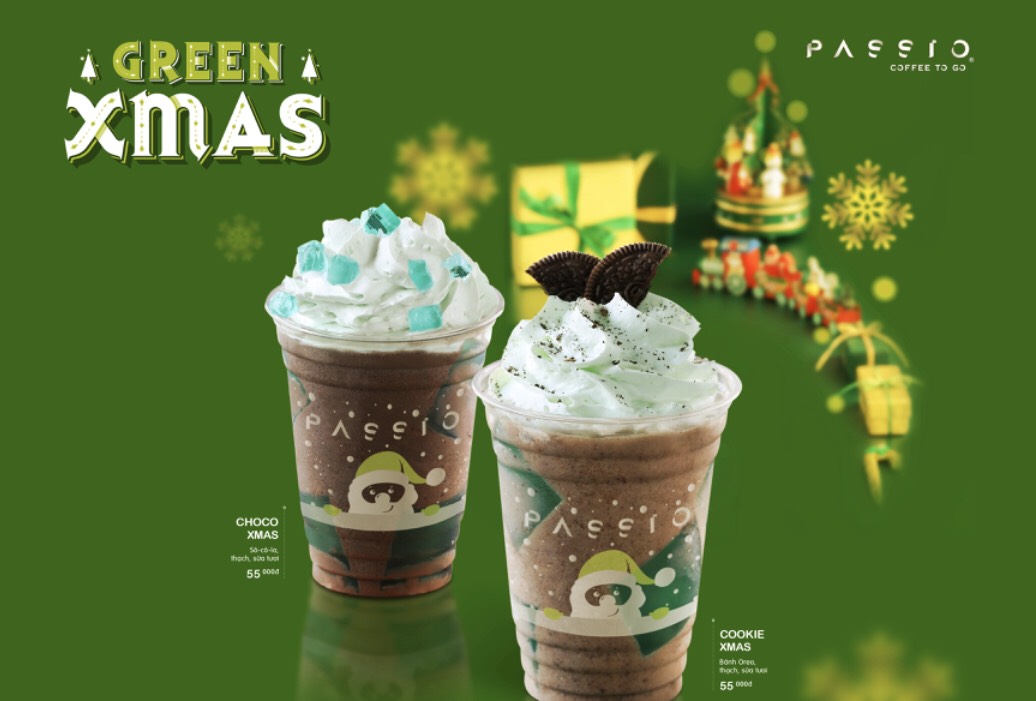 GREEN
XMAS
PASSIO®
COFFEE TO GO
PASSIO
PASSIO
CHOCO
XMAS
Sô-cô-la,
thạch, sữa tươi
55 000đ
COOKIE
XMAS
Bánh Oreo,
thạch, sữa tươi
55 000đ